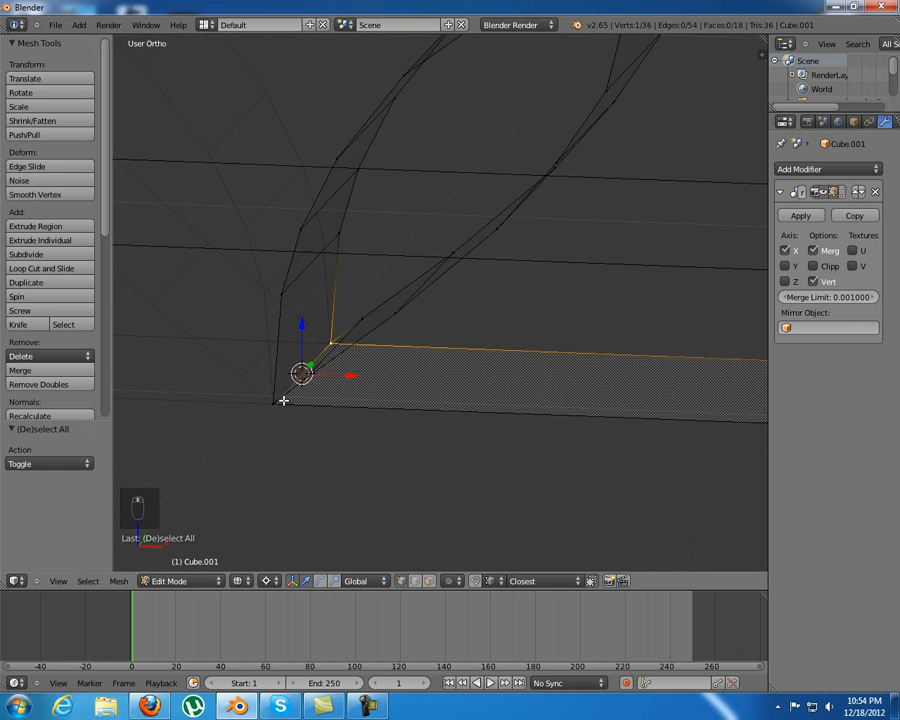 Blender
File Add Render Window Help Default Scene Blender Render v2.65 | Verts:1/36 | Edges:0/54 | Faces:0/18 | Tris:36 | Cube.001
Mesh Tools
Transform:
Translate
Rotate
Scale
Shrink/Fatten
Push/Pull
Deform:
Edge Slide
Noise
Smooth Vertex
Add:
Extrude Region
Extrude Individual
Subdivide
Loop Cut and Slide
Duplicate
Spin
Screw
Knife Select
Remove:
Delete
Merge
Remove Doubles
Normals:
Recalculate
(De)select All
Action
Toggle
User Ortho
Last: (De)select All
(1) Cube.001
View Search All S
Scene
RenderLay
World
Cube.001
Add Modifier
Apply Copy
Axis: Options: Textures
X Merg U
Y Clipp V
Z Vert
Merge Limit: 0.001000
Mirror Object:
View Select Mesh Edit Mode Global Closest
-40 -20 0 20 40 60 80 100 120 140 160 180 200 220 240 260
View Marker Frame Playback Start: 1 End: 250 1 No Sync
10:54 PM
12/18/2012